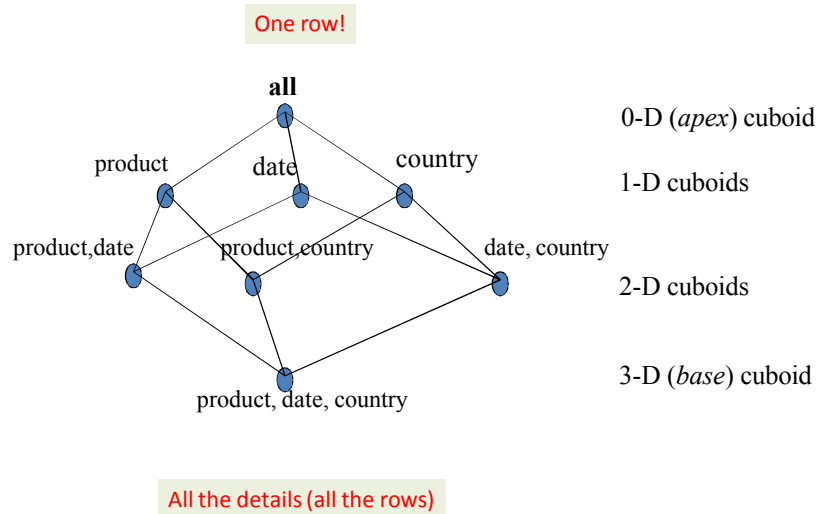 One row!
all
0-D (apex) cuboid
product
date
country
1-D cuboids
product,date
product,country
date, country
2-D cuboids
3-D (base) cuboid
product, date, country
All the details (all the rows)